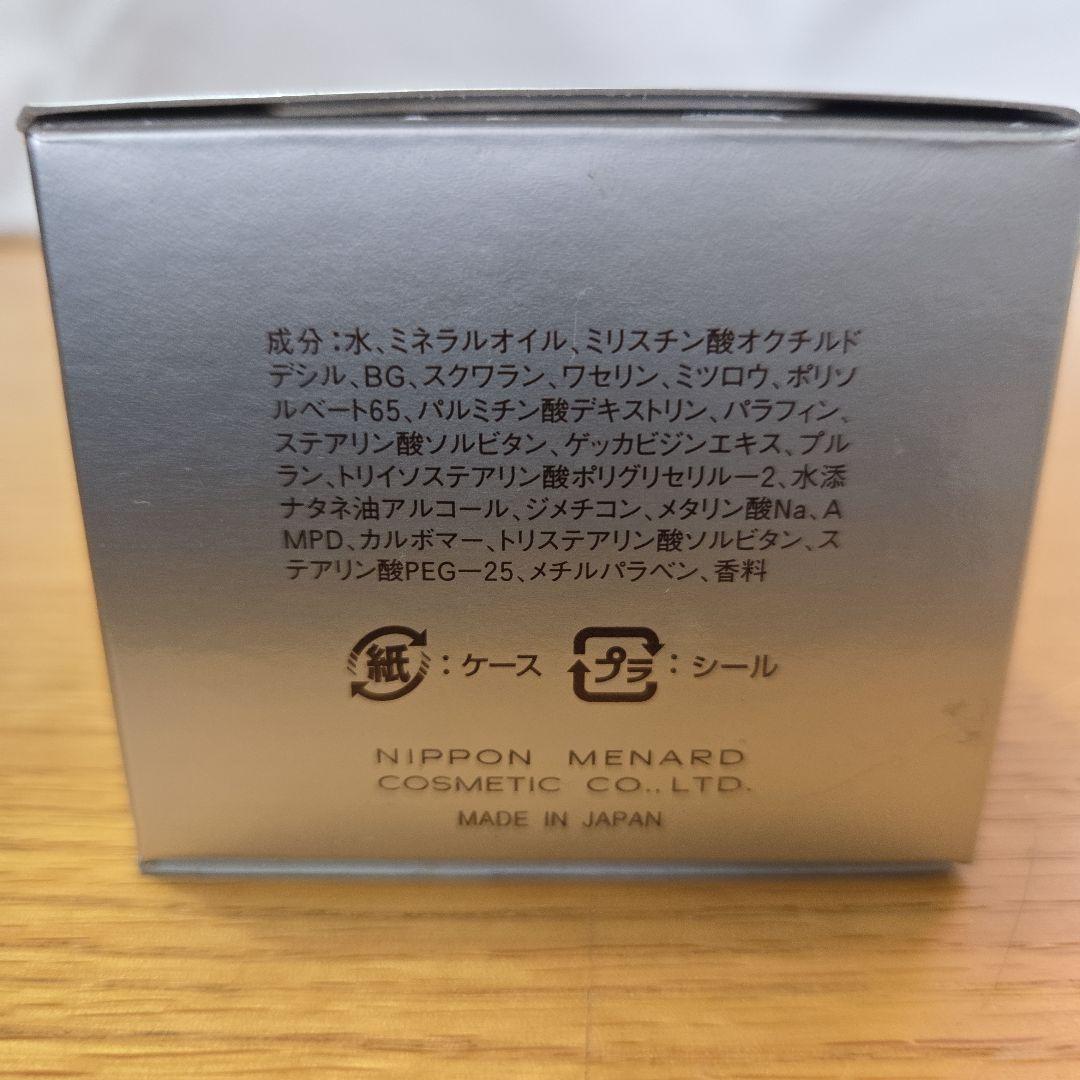 成分：水、ミネラルオイル、ミリスチン酸オクチルド
デシル、BG、スクワラン、ワセリン、ミツロウ、ポリソ
ルベート65、パルミチン酸デキストリン、パラフィン、
ステアリン酸ソルビタン、ゲッカビジンエキス、プル
ラン、トリイソステアリン酸ポリグリセリルー2、水添
ナタネ油アルコール、ジメチコン、メタリン酸Na、A
MPD、カルボマー、トリステアリン酸ソルビタン、ス
テアリン酸PEGー25、メチルパラベン、香料
紙：ケース プラ：シール
NIPPON MENARD
COSMETIC CO.,LTD.
MADE IN JAPAN